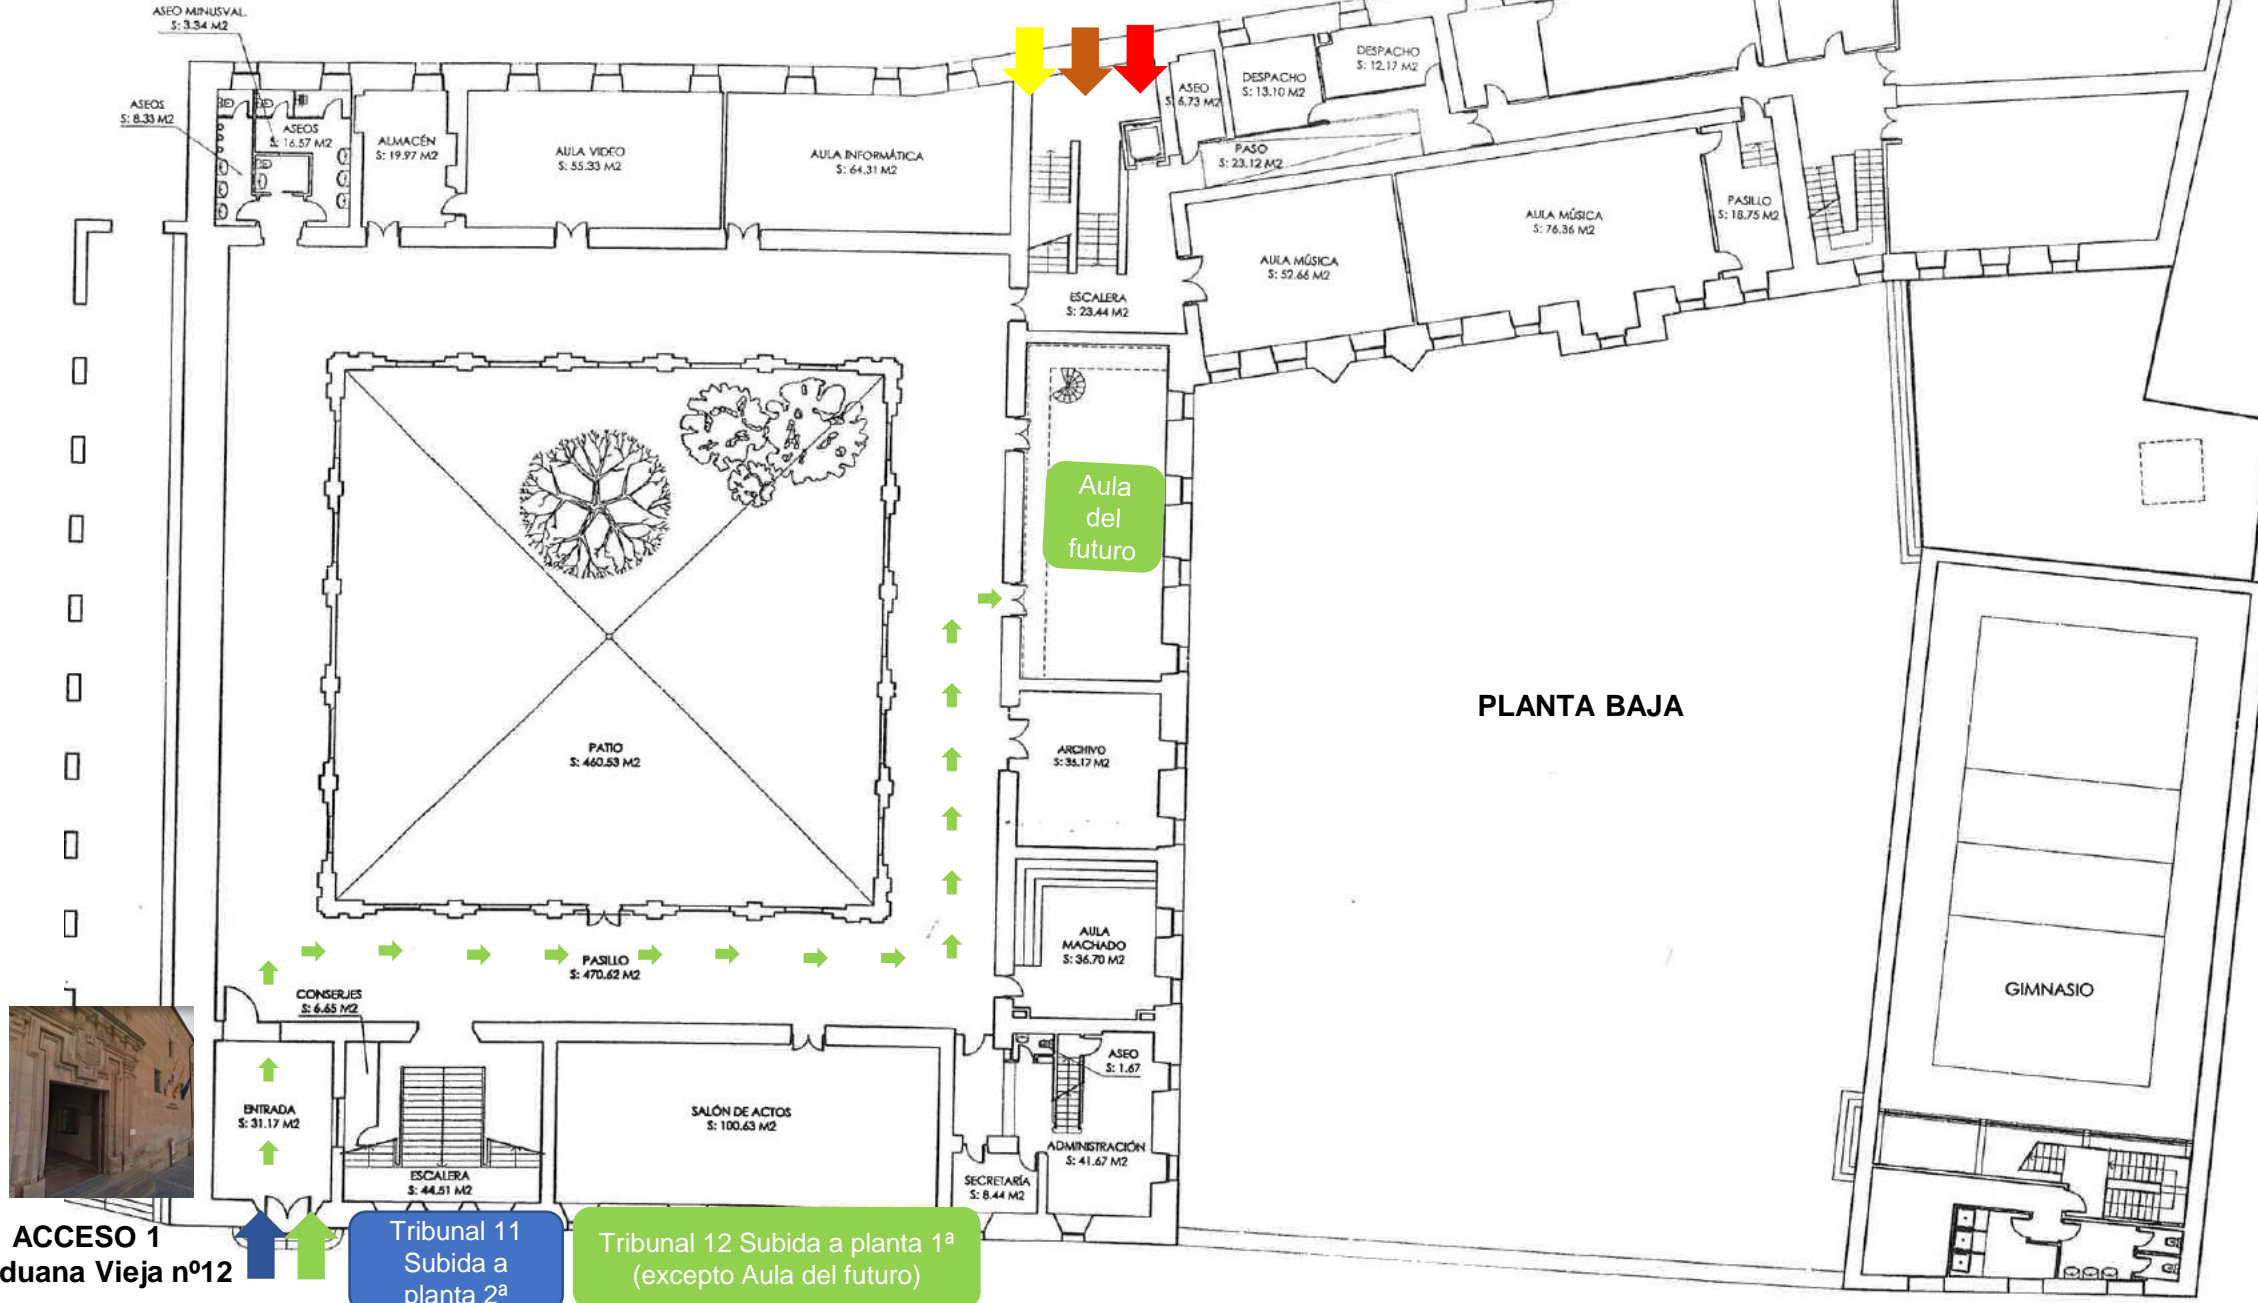 ASEO MINUSVAL.
S: 3.34 M2
ASEOS
S: 8.33 M2
ASEOS
S: 16.57 M2
ALMACÉN
S: 19.97 M2
AULA VIDEO
S: 55.33 M2
AULA INFORMÁTICA
S: 64.31 M2
ASEO
S: 6.73 M2
DESPACHO
S: 13.10 M2
DESPACHO
S: 12.17 M2
PASO
S: 23.12 M2
AULA MÚSICA
S: 52.66 M2
AULA MÚSICA
S: 76.36 M2
PASILLO
S: 18.75 M2
ESCALERA
S: 23.44 M2
Aula
del
futuro
PLANTA BAJA
PATIO
S: 460.53 M2
ARCHIVO
S: 35.17 M2
AULA
MACHADO
S: 36.70 M2
PASILLO
S: 470.62 M2
CONSERJES
S: 6.65 M2
GIMNASIO
ENTRADA
S: 31.17 M2
ESCALERA
S: 44.51 M2
SALÓN DE ACTOS
S: 100.63 M2
ASEO
S: 1.67
ADMINISTRACIÓN
S: 41.67 M2
SECRETARÍA
S: 8.44 M2
ACCESO 1
duana Vieja nº12
Tribunal 11
Subida a
planta 2ª
Tribunal 12 Subida a planta 1ª
(excepto Aula del futuro)